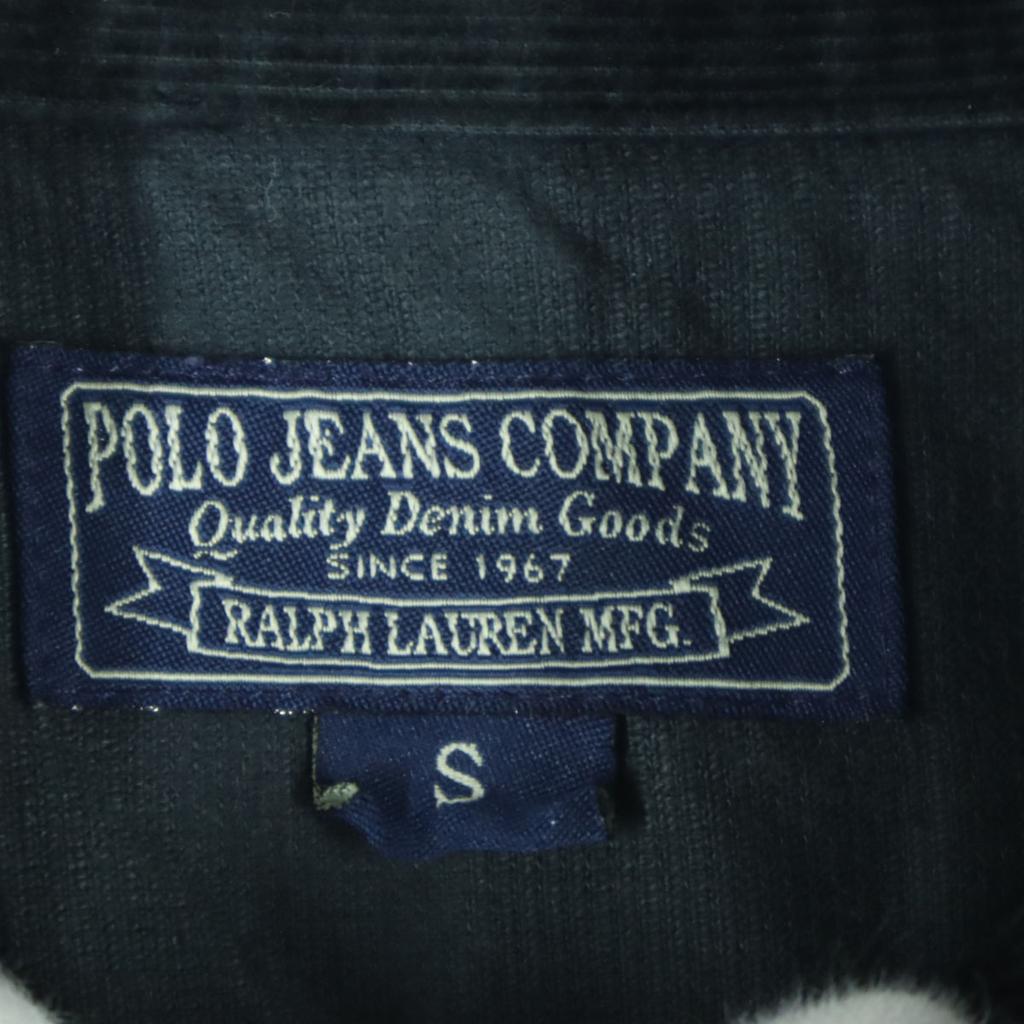 POLO JEANS COMPANY
Quality Denim Goods
SINCE 1967
RALPH LAUREN MFG.
S